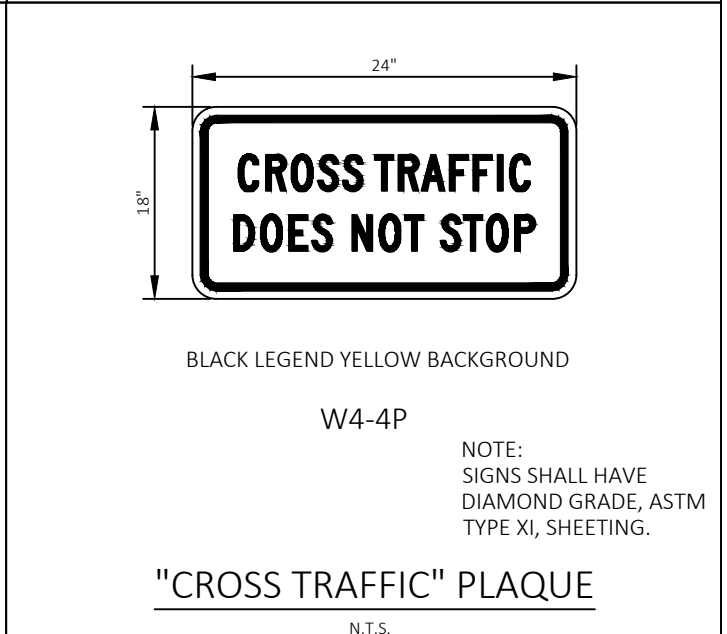 24"
18"
CROSS TRAFFIC
DOES NOT STOP
BLACK LEGEND YELLOW BACKGROUND
W4-4P
NOTE:
SIGNS SHALL HAVE
DIAMOND GRADE, ASTM
TYPE XI, SHEETING.
"CROSS TRAFFIC" PLAQUE
N.T.S.